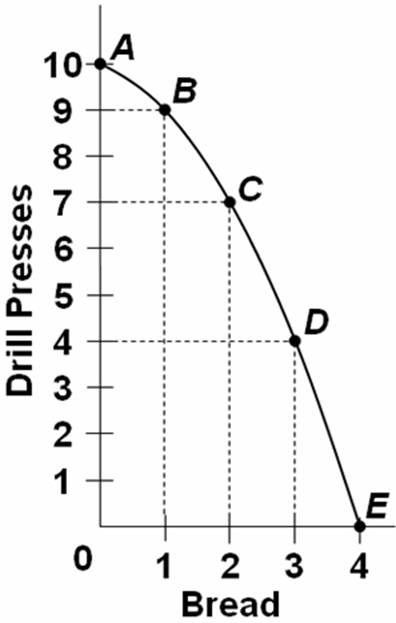 10 A
9 B
8
7 C
6
5
4 D
3
2
1
E
0 1 2 3 4
Drill Presses
Bread